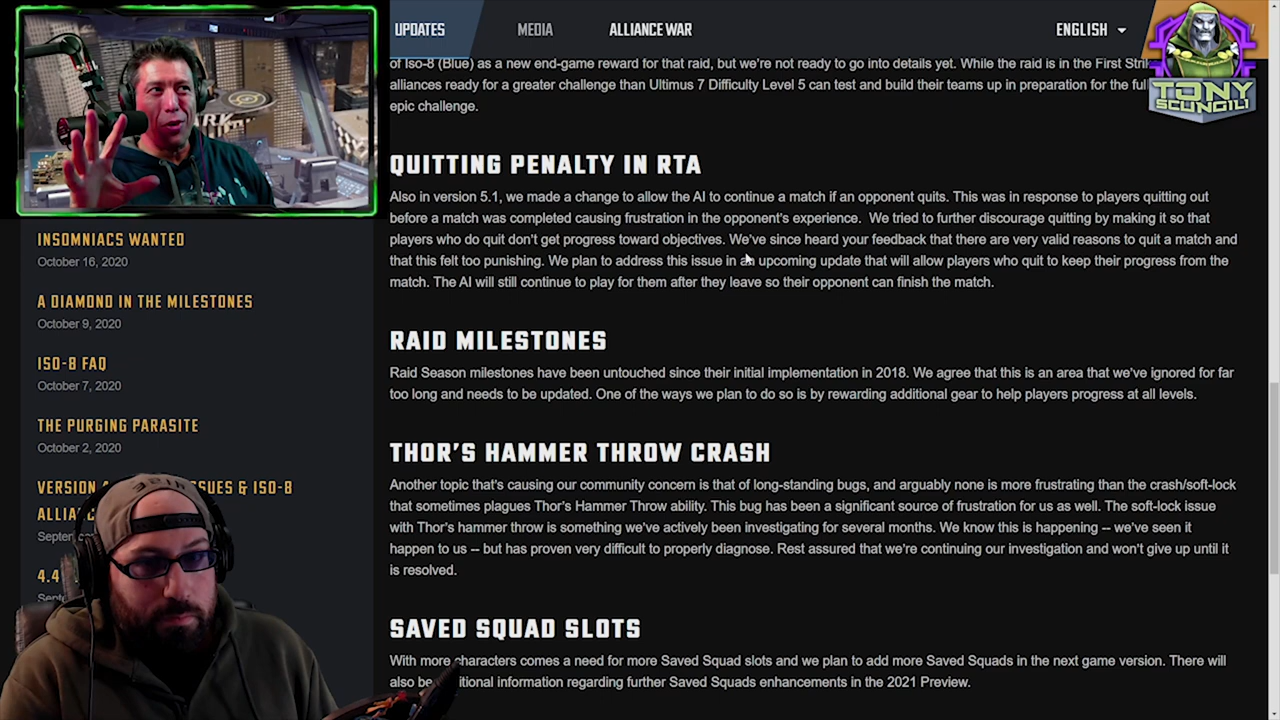 UPDATES
MEDIA
ALLIANCE WAR
ENGLISH
TONY
SCUNGILI
of Iso-8 (Blue) as a new end-game reward for that raid, but we're not ready to go into details yet. While the raid is in the First
alliances ready for a greater challenge than Ultimus 7 Difficulty Level 5 can test and build their teams up in preparation for the
epic challenge.
QUITTING PENALTY IN RTA
Also in version 5.1, we made a change to allow the AI to continue a match if an opponent quits. This was in response to players quitting out
before a match was completed causing frustration in the opponent's experience. We tried to further discourage quitting by making it so that
players who do quit don't get progress toward objectives. We've since heard your feedback that there are very valid reasons to quit a match and
that this felt too punishing. We plan to address this issue in an upcoming update that will allow players who quit to keep their progress from the
match. The AI will still continue to play for them after they leave so their opponent can finish the match.
RAID MILESTONES
Raid Season milestones have been untouched since their initial implementation in 2018. We agree that this is an area that we've ignored for far
too long and needs to be updated. One of the ways we plan to do so is by rewarding additional gear to help players progress at all levels.
THOR'S HAMMER THROW CRASH
Another topic that's causing our community concern is that of long-standing bugs, and arguably none is more frustrating than the crash/soft-lock
that sometimes plagues Thor's Hammer Throw ability. This bug has been a significant source of frustration for us as well. The soft-lock issue
with Thor's hammer throw is something we've actively been investigating for several months. We know this is happening -- we've seen it
happen to us -- but has proven very difficult to properly diagnose. Rest assured that we're continuing our investigation and won't give up until it
is resolved.
SAVED SQUAD SLOTS
With more characters comes a need for more Saved Squad slots and we plan to add more Saved Squads in the next game version. There will
also be information regarding further Saved Squads enhancements in the 2021 Preview.
INSOMNIACS WANTED
October 16, 2020
A DIAMOND IN THE MILESTONES
October 9, 2020
ISO-8 FAQ
October 7, 2020
THE PURGING PARASITE
October 2, 2020
VERSION & ISO-8
4.4